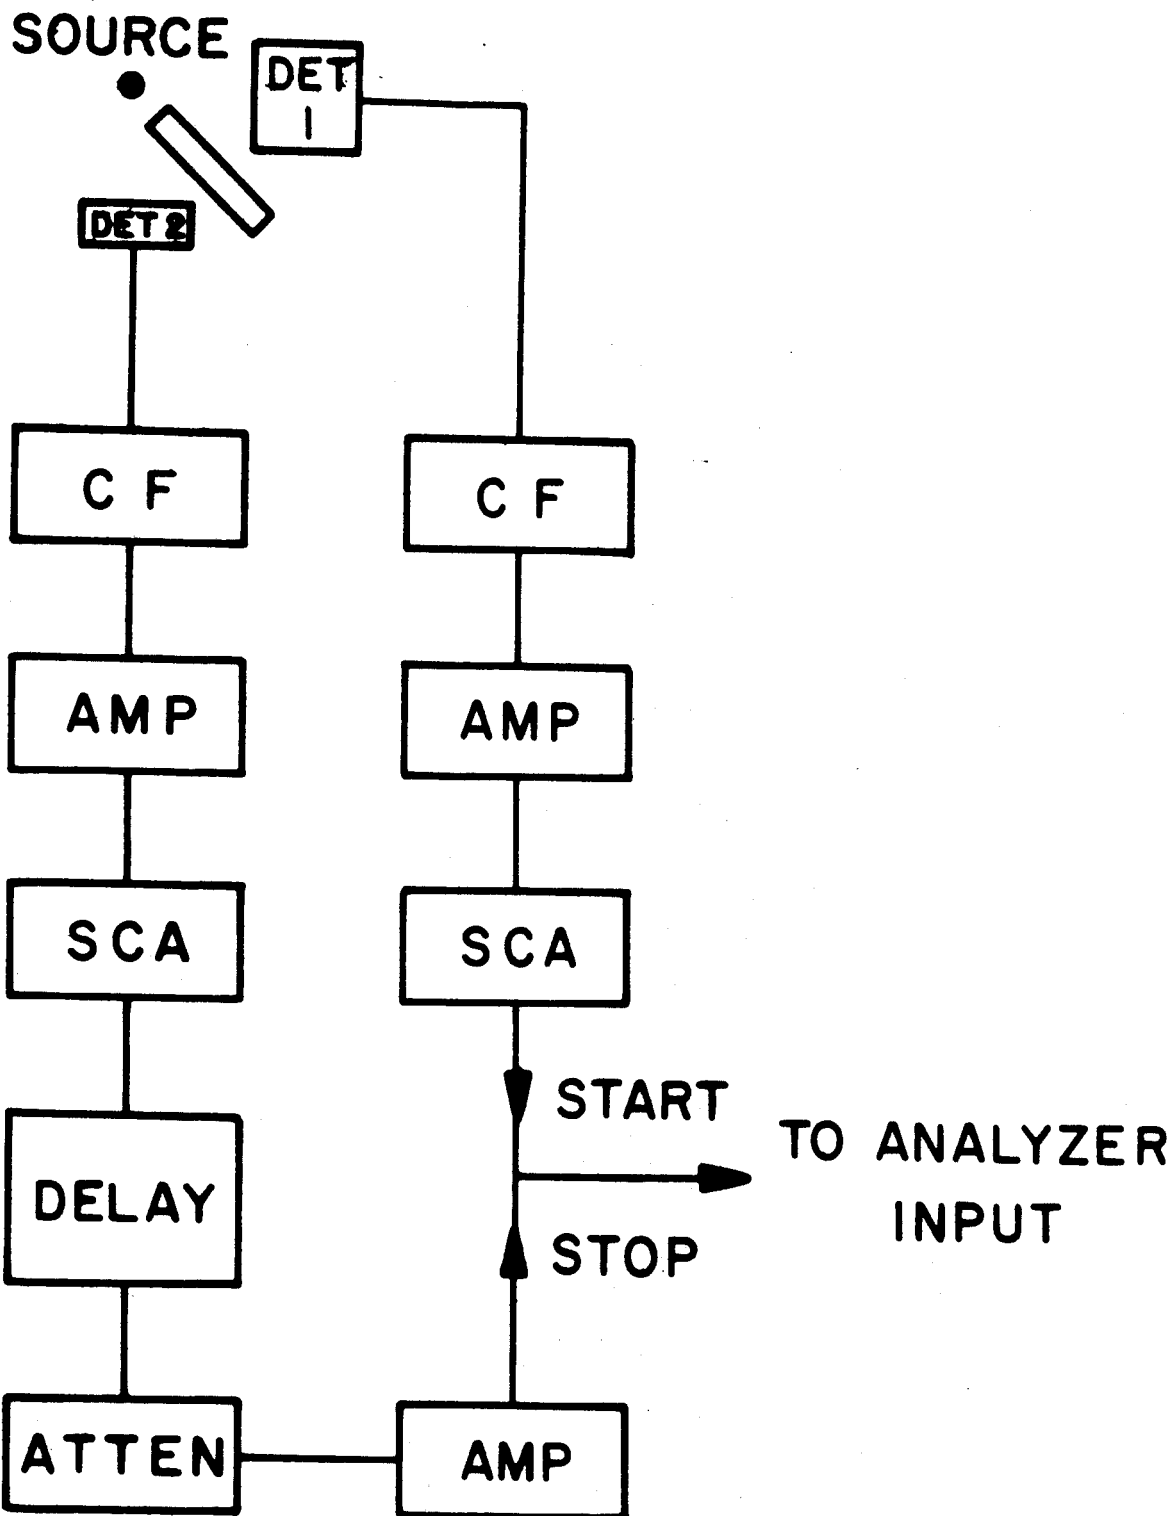 SOURCE
DET
1
DET 2
C F
C F
AMP
AMP
SCA
SCA
START
TO ANALYZER
INPUT
DELAY
STOP
ATTEN
AMP